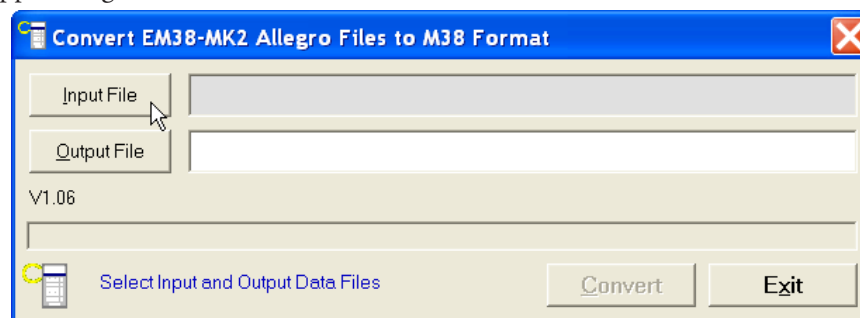 Convert EM38-MK2 Allegro Files to M38 Format
Input File
Output File
V1.06
Select Input and Output Data Files
Convert
Exit